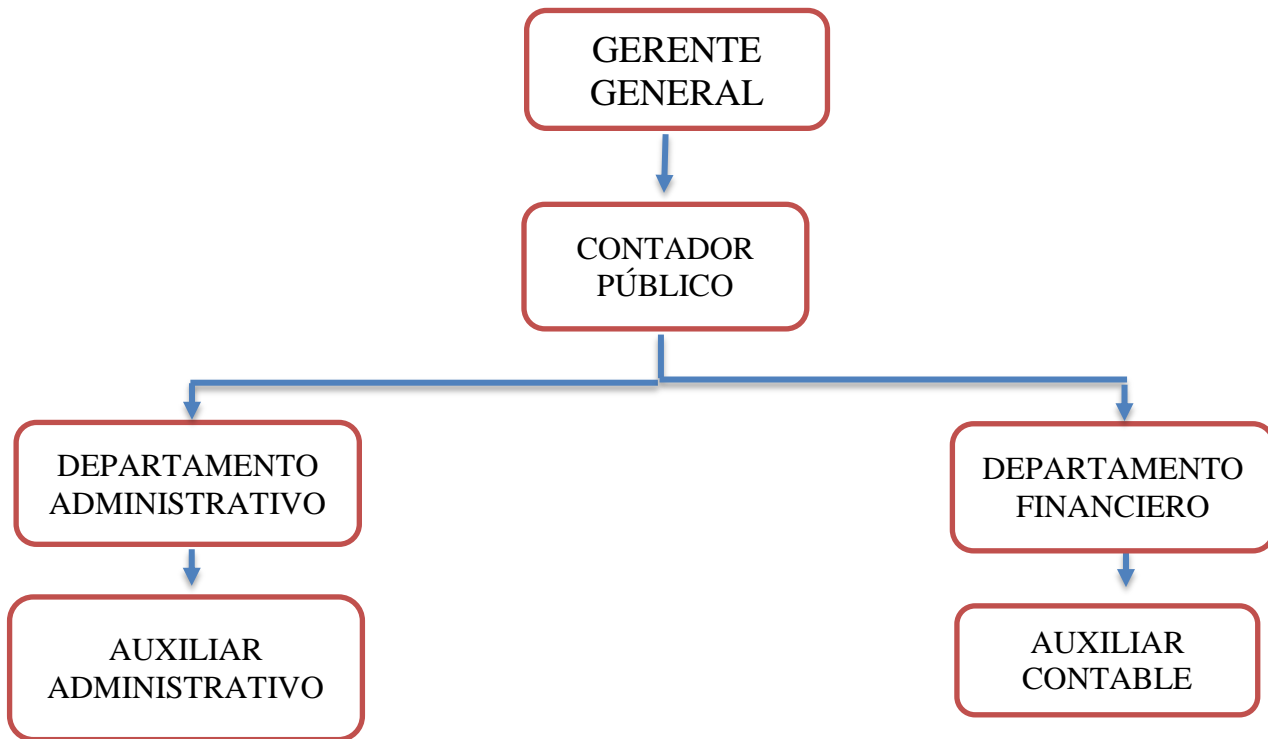 GERENTE
GENERAL
CONTADOR
PÚBLICO
DEPARTAMENTO
ADMINISTRATIVO
DEPARTAMENTO
FINANCIERO
AUXILIAR
ADMINISTRATIVO
AUXILIAR
CONTABLE